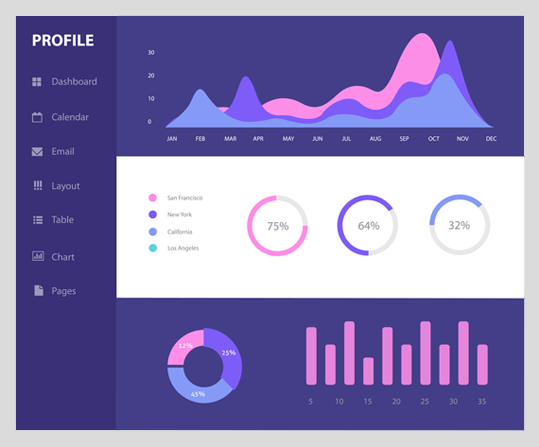 PROFILE
Dashboard
Calendar
Email
Layout
Table
Chart
Pages
30
20
10
0
JAN FEB MAR APR MAY JUN JUL AUG SEP OCT NOV DEC
San Francisco
New York
California
Los Angeles
75% 64% 32%
12% 25%
45%
5 10 15 20 25 30 35